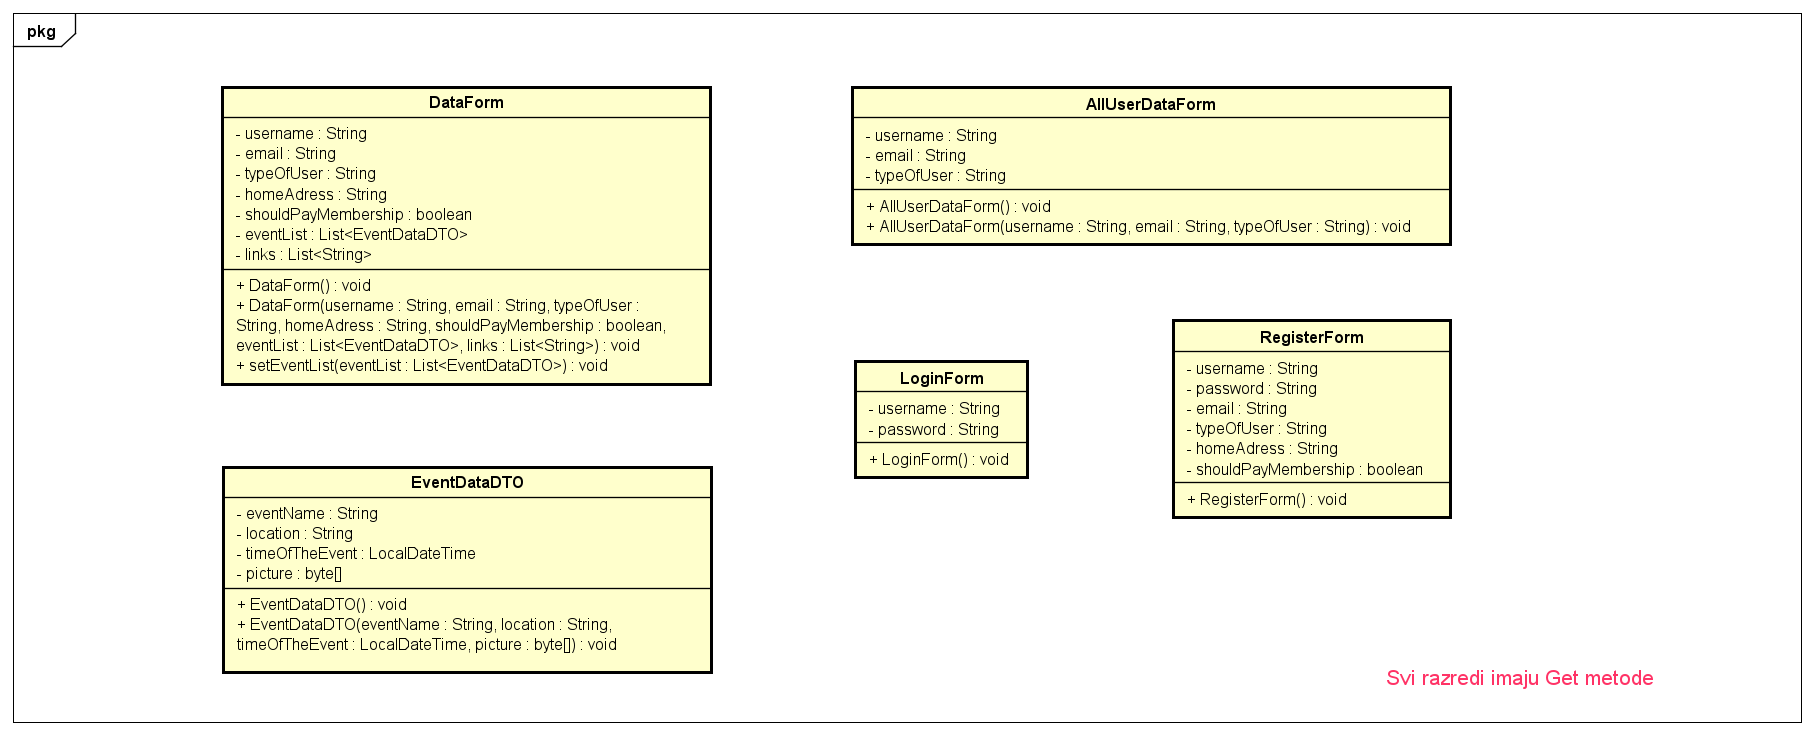 pkg
DataForm
- username : String
- email : String
- typeOfUser : String
- homeAdress : String
- shouldPayMembership : boolean
- eventList : List<EventDataDTO>
- links : List<String>
+ DataForm() : void
+ DataForm(username : String, email : String, typeOfUser :
String, homeAdress : String, shouldPayMembership : boolean,
eventList : List<EventDataDTO>, links : List<String>) : void
+ setEventList(eventList : List<EventDataDTO>) : void
AllUserDataForm
- username : String
- email : String
- typeOfUser : String
+ AllUserDataForm() : void
+ AllUserDataForm(username : String, email : String, typeOfUser : String) : void
LoginForm
- username : String
- password : String
+ LoginForm() : void
RegisterForm
- username : String
- password : String
- email : String
- typeOfUser : String
- homeAdress : String
- shouldPayMembership : boolean
+ RegisterForm() : void
EventDataDTO
- eventName : String
- location : String
- timeOfTheEvent : LocalDateTime
- picture : byte[]
+ EventDataDTO() : void
+ EventDataDTO(eventName : String, location : String,
timeOfTheEvent : LocalDateTime, picture : byte[]) : void
Svi razredi imaju Get metode